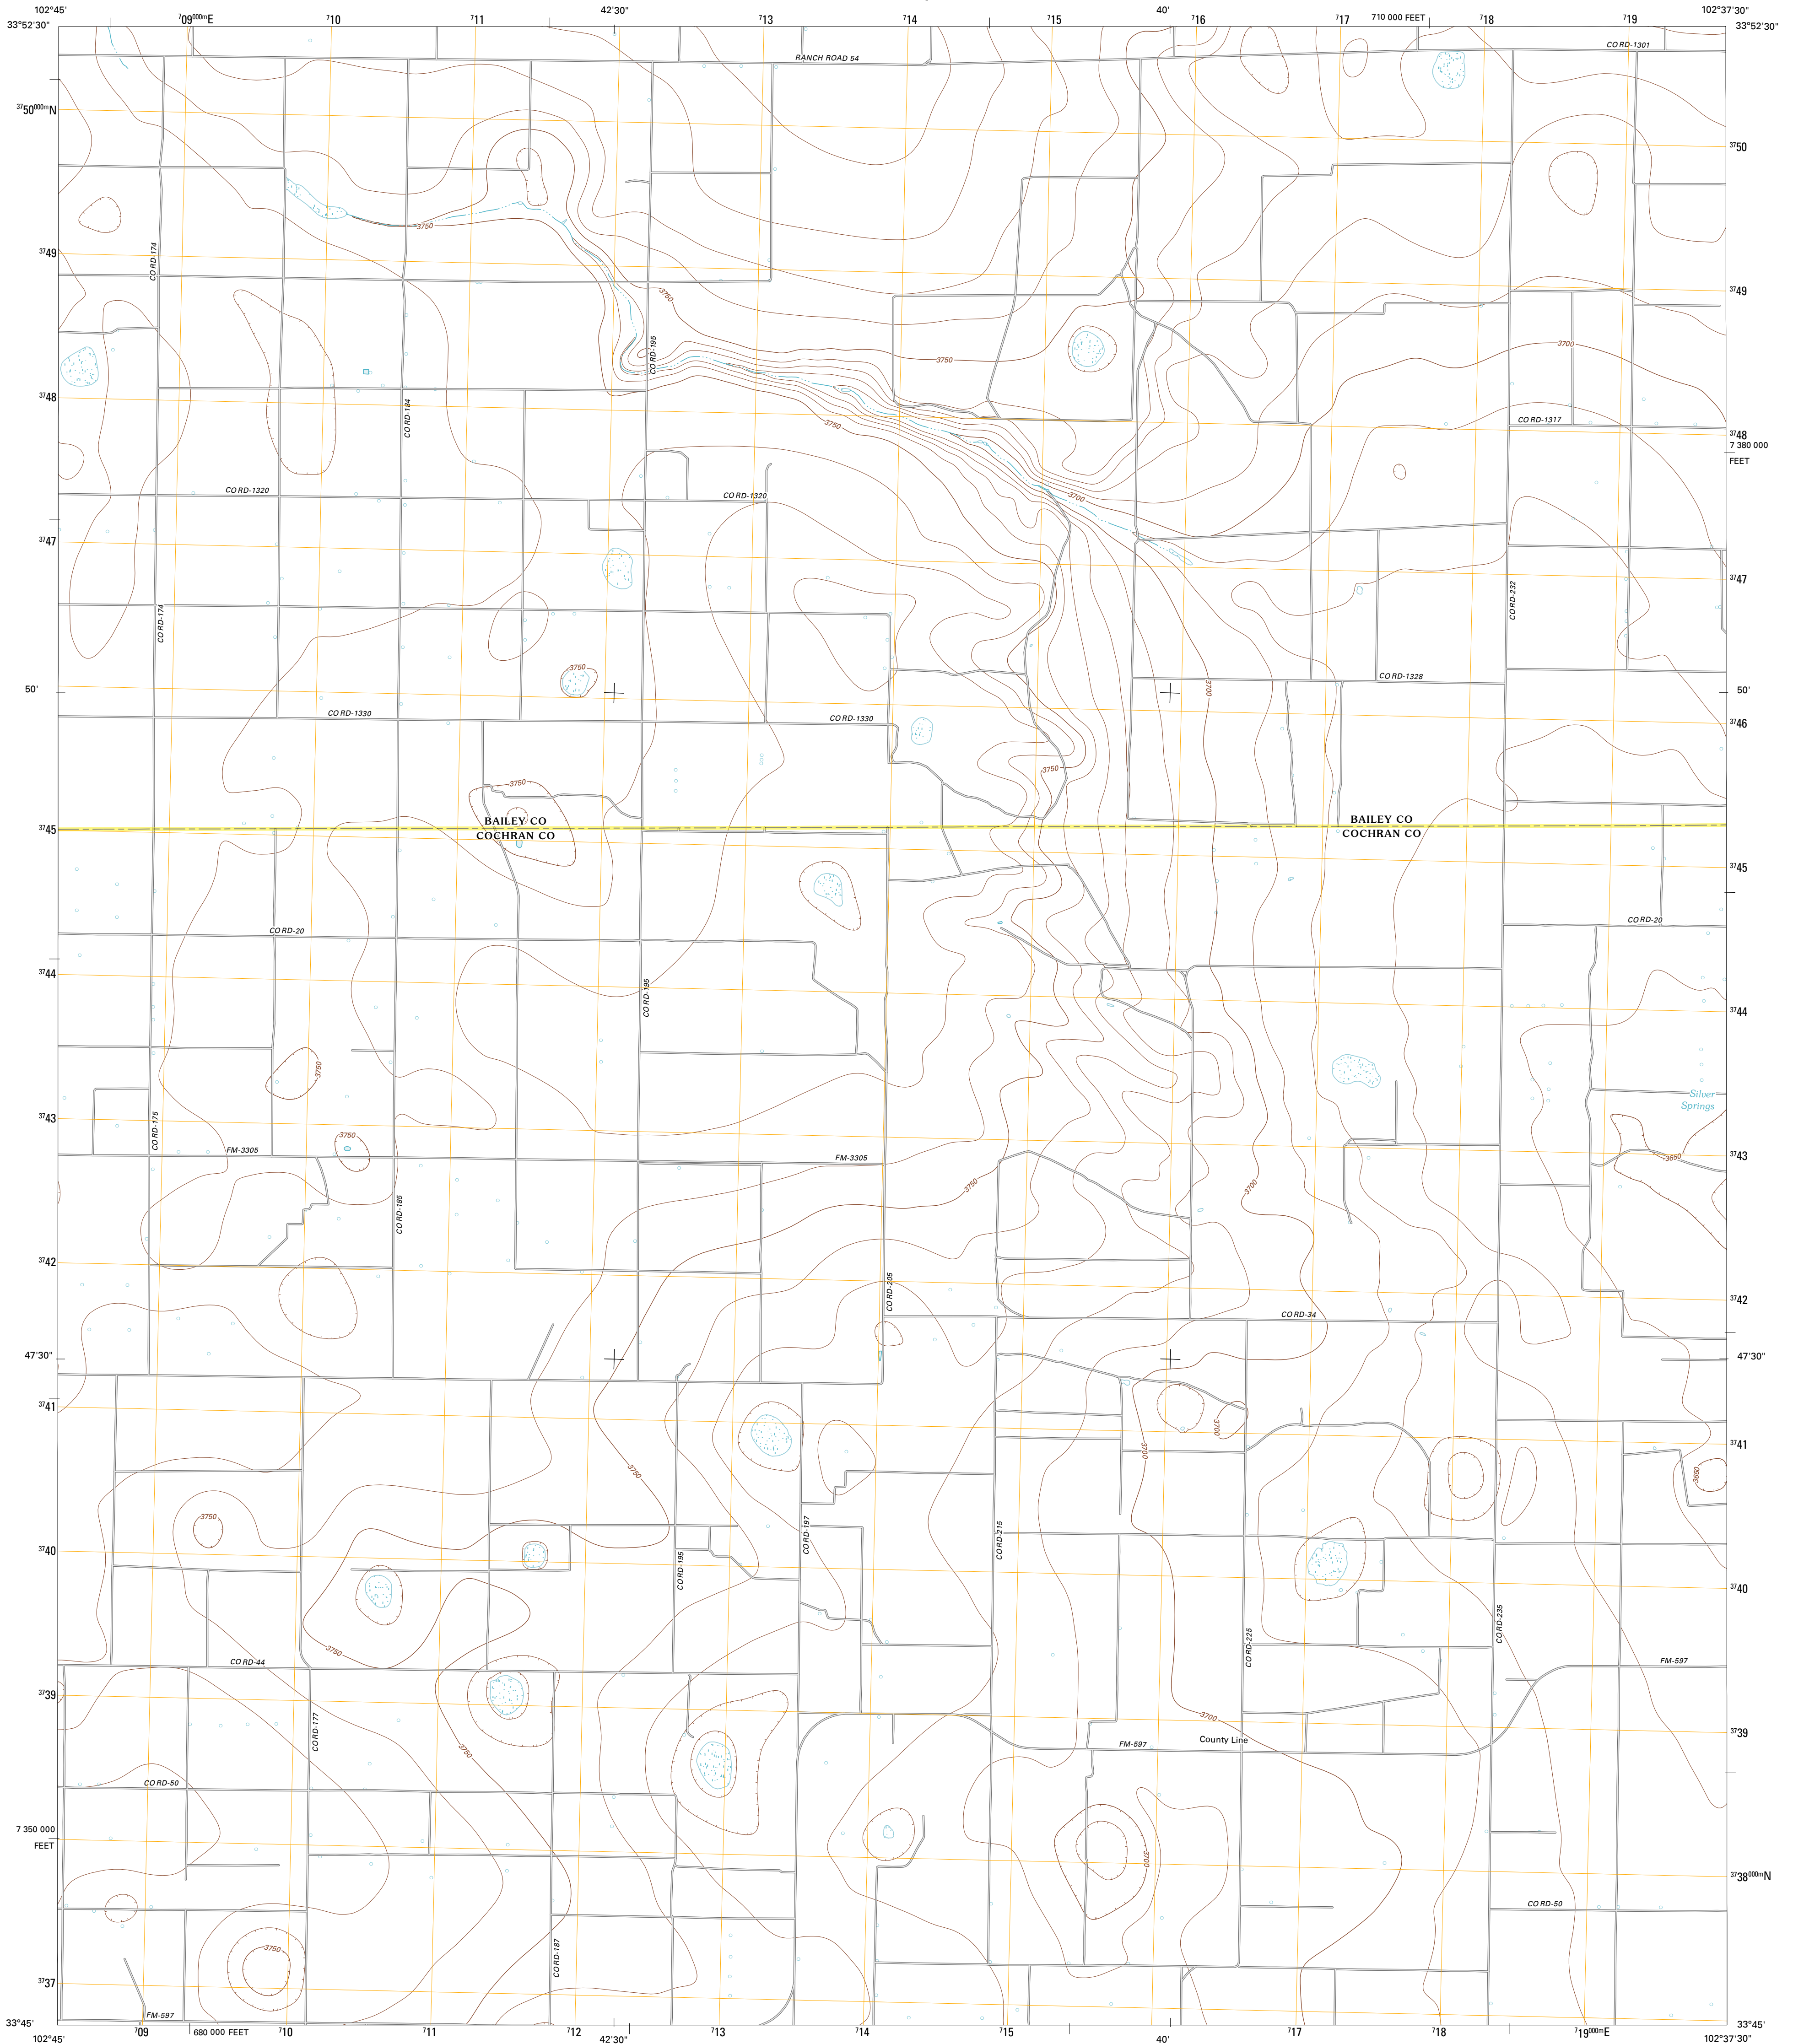 102°45'
709000mE
710
711
42'30"
713
714
715
40'
716
717
710 000 FEET
718
719
102°37'30"
33°52'30"
33°52'30"
RANCH ROAD 54
CO RD-1301
3750000mN
3750
3750
CO RD-174
3749
3749
3750
CO RD-195
3750
3700
3748
CO RD-184
3750
CO RD-1317
3748
7 380 000
FEET
CO RD-1320
CO RD-1320
3700
3747
3747
CO RD-174
CO RD-232
3750
CO RD-1328
50'
50'
3700
CO RD-1330
CO RD-1330
3746
3750
3750
3745
BAILEY CO
COCHRAN CO
BAILEY CO
COCHRAN CO
3745
CO RD-20
CO RD-20
3744
CO RD-195
3744
3750
Silver
Springs
3743
CO RD-175
3750
FM-3305
FM-3305
3743
3650
3750
3700
CO RD-185
3742
CO RD-205
3742
CO RD-34
47'30"
47'30"
3741
3700
3700
3741
3750
3650
3750
CO RD-197
CO RD-215
3740
CO RD-195
3740
CO RD-235
CO RD-225
3750
CO RD-44
FM-597
3739
3700
3739
CO RD-177
County Line
FM-597
3750
CO RD-50
7 350 000
FEET
3700
3738000mN
CO RD-50
3750
CO RD-187
3737
FM-597
33°45'
33°45'
102°45'
709
680 000 FEET
710
711
712
42'30"
713
714
715
40'
717
718
719000mE
102°37'30"